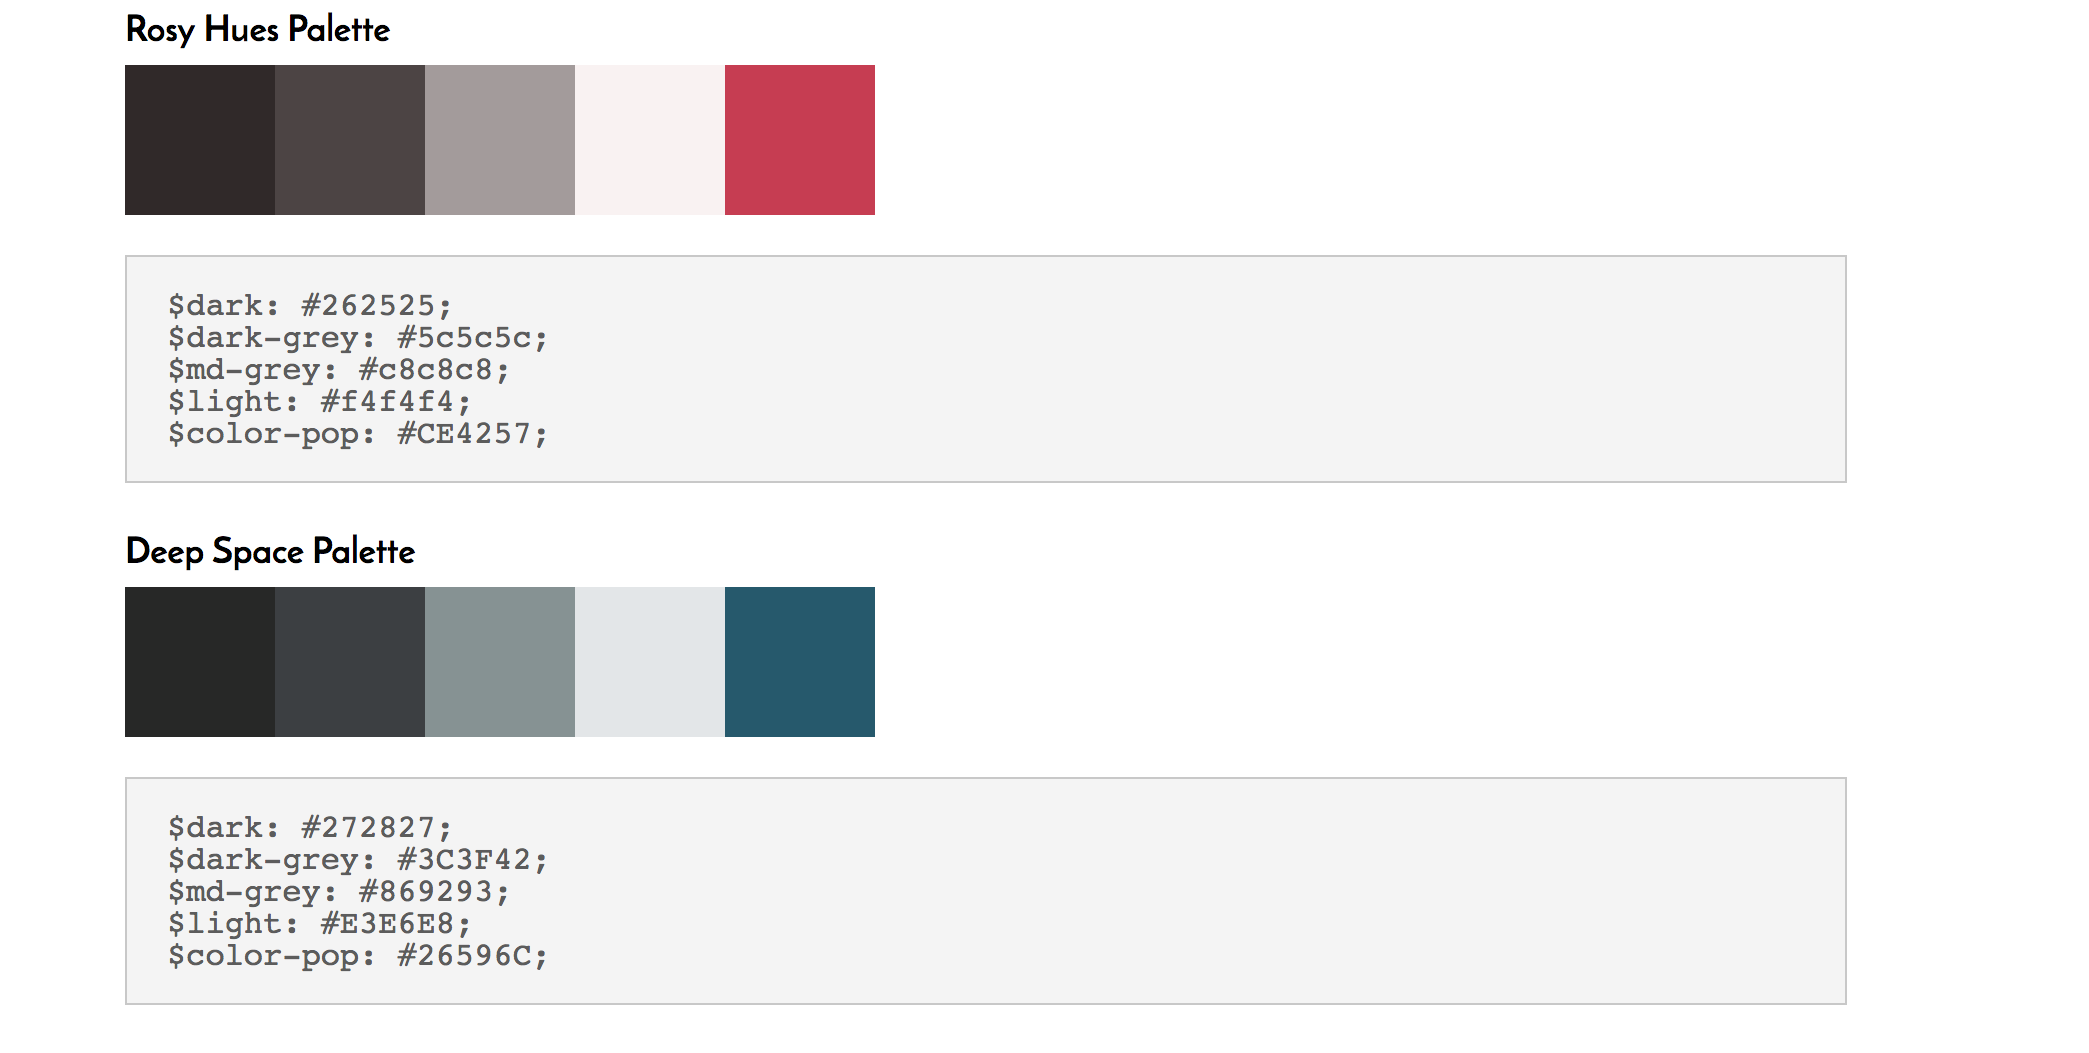 Rosy Hues Palette
$dark: #262525;
$dark-grey: #5c5c5c;
$md-grey: #c8c8c8;
$light: #f4f4f4;
$color-pop: #CE4257;
Deep Space Palette
$dark: #272827;
$dark-grey: #3C3F42;
$md-grey: #869293;
$light: #E3E6E8;
$color-pop: #26596C;